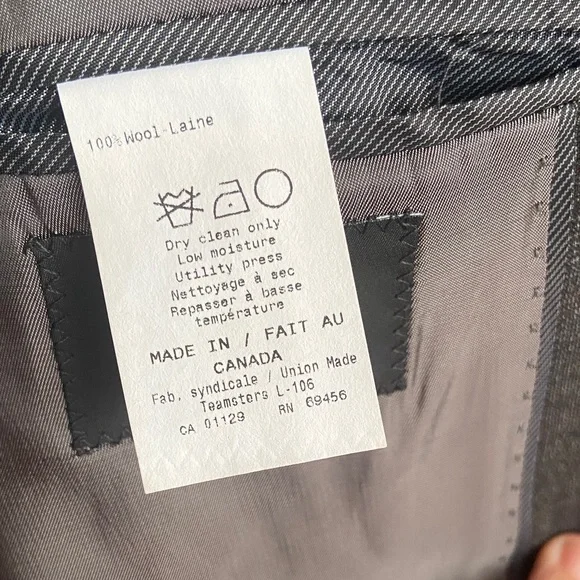 100% Wool-Laine
Dry clean only
Low moisture
Utility press
Nettoyage à sec
Repasser à basse
température
MADE IN / FAIT AU
CANADA
Fab. syndicale / Union Made
Teamsters L-106
CA 01129 RN 69456